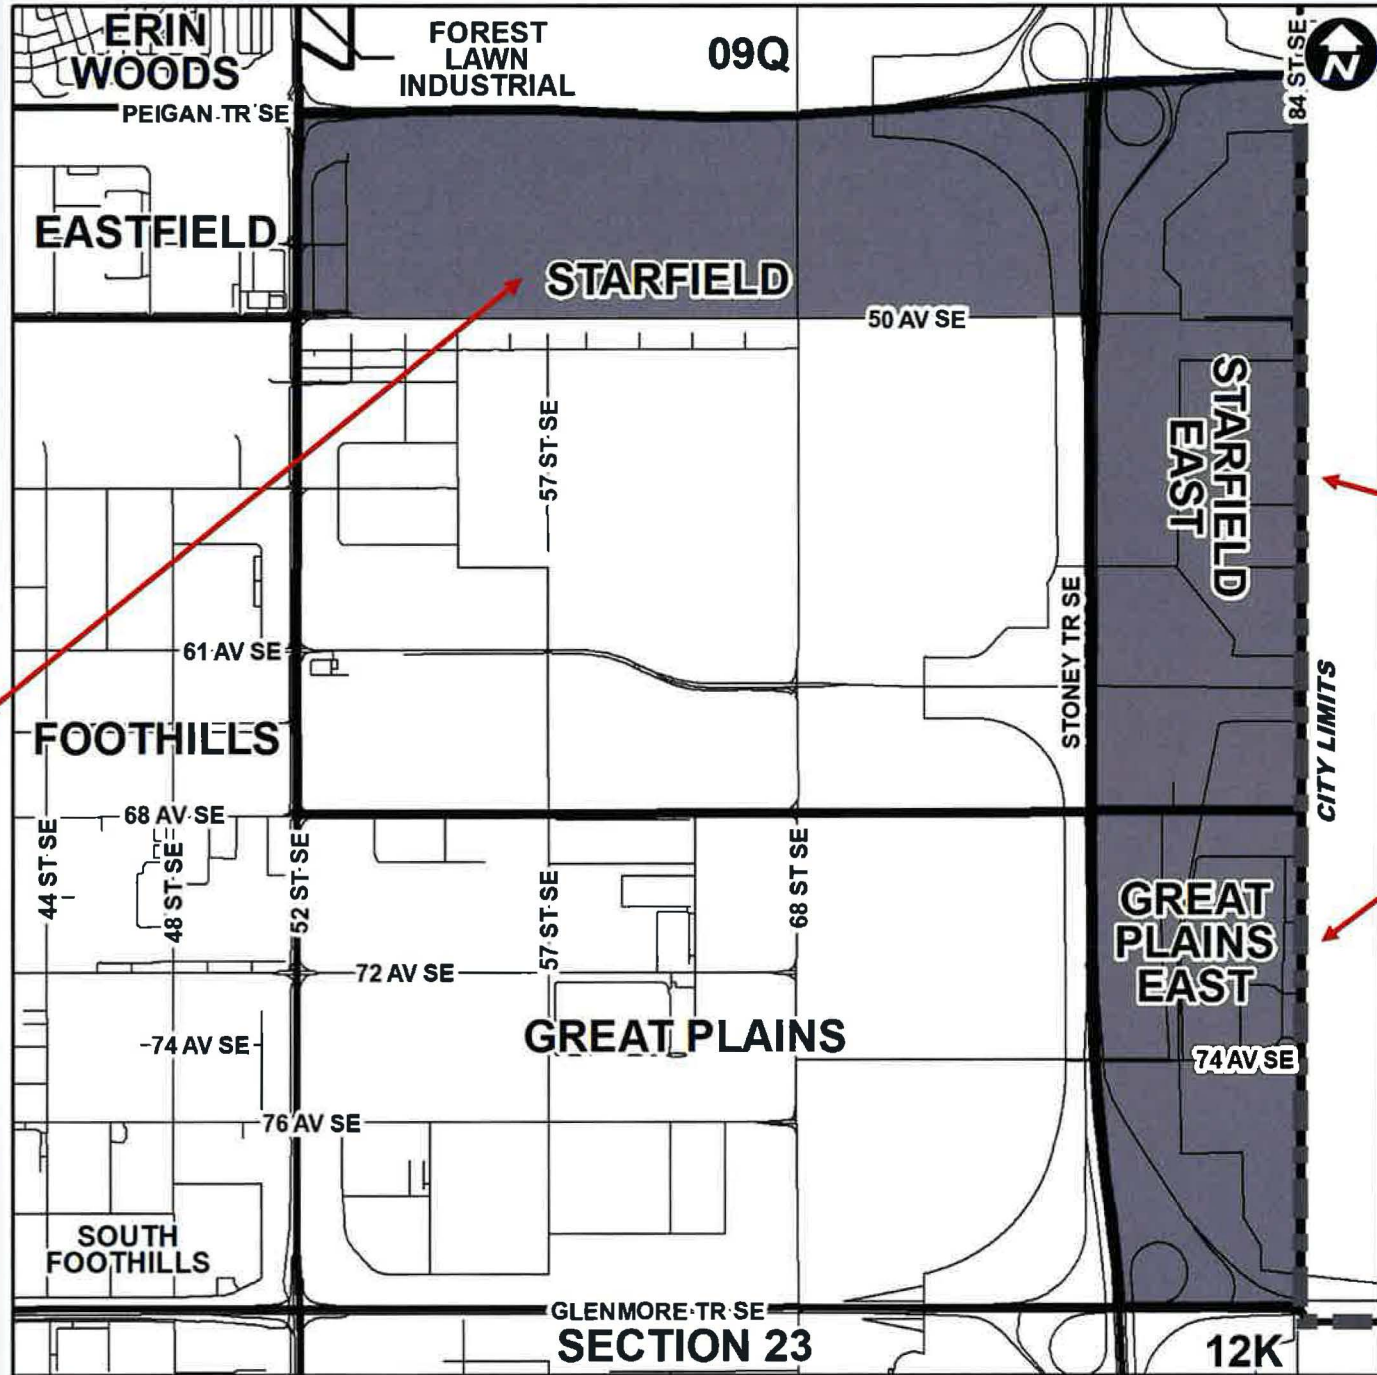 ERIN
WOODS
FOREST
LAWN
INDUSTRIAL
09Q
84 ST SE
N
PEIGAN TR SE
EASTFIELD
STARFIELD
50 AV SE
STARFIELD
EAST
57 ST SE
61 AV SE
STONEY TR SE
CITY LIMITS
FOOTHILLS
68 AV SE
44 ST SE
48 ST SE
52 ST SE
57 ST SE
68 ST SE
GREAT
PLAINS
EAST
72 AV SE
GREAT PLAINS
74 AV SE
74 AV SE
76 AV SE
SOUTH
FOOTHILLS
GLENMORE TR SE
SECTION 23
12K